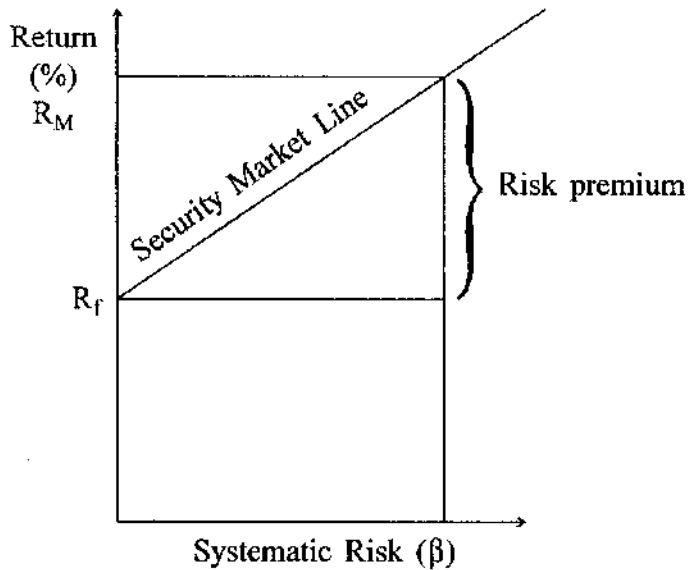 Return
(%)
R_M
Security Market Line
Risk premium
R_f
Systematic Risk (β)